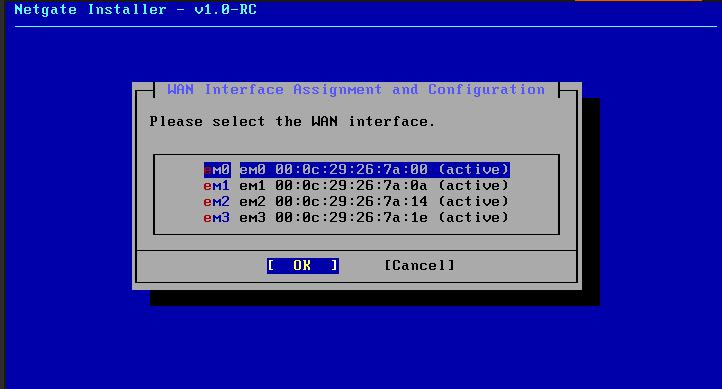 Netgate Installer - v1.0-RC
WAN Interface Assignment and Configuration
Please select the WAN interface.
em0 em0 00:0c:29:26:7a:00 (active)
em1 em1 00:0c:29:26:7a:0a (active)
em2 em2 00:0c:29:26:7a:14 (active)
em3 em3 00:0c:29:26:7a:1e (active)
[ OK ] [Cancel]